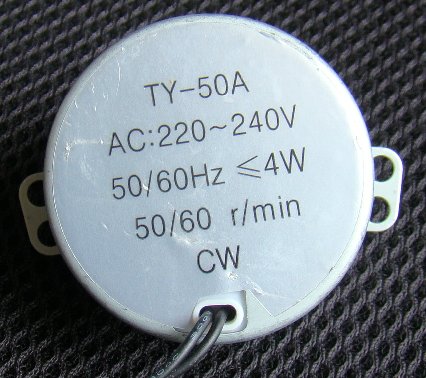 TY-50A
AC:220~240V
50/60Hz ≤4W
50/60 r/min
CW